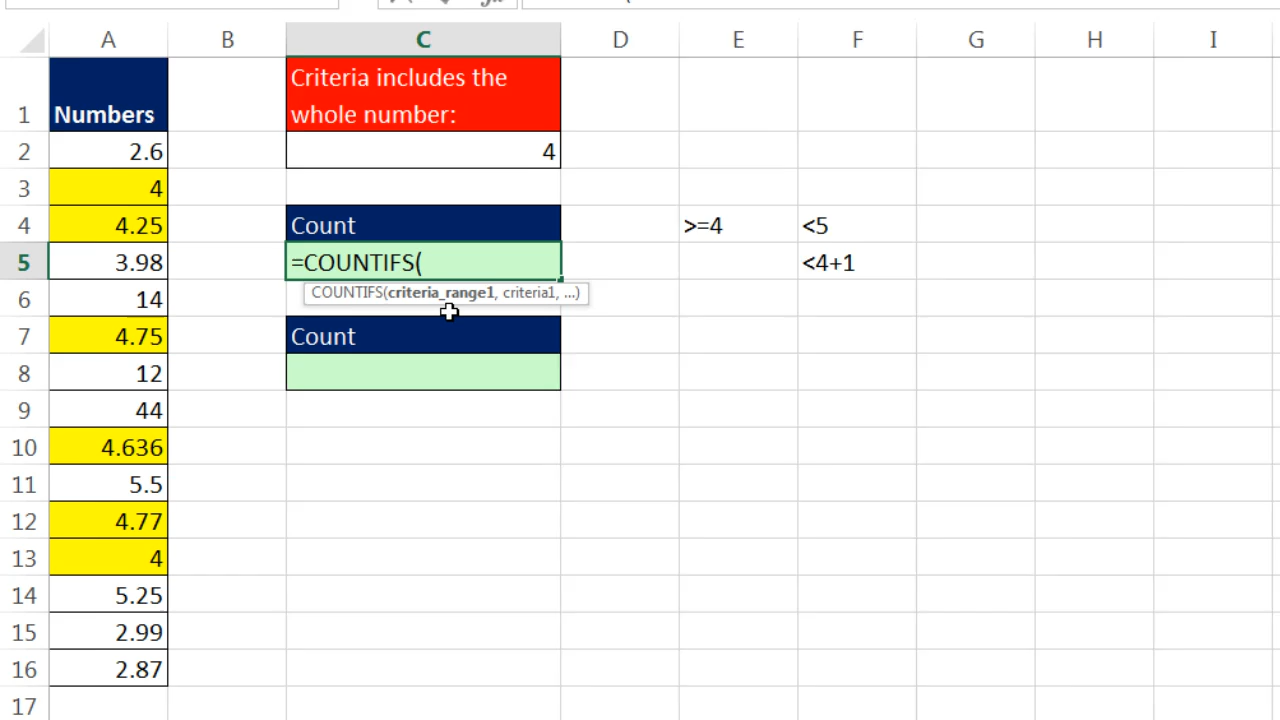 A B C D E F G H I
1 Numbers Criteria includes the
whole number:
2 2.6 4
3 4
4 4.25 Count >=4 <5
5 3.98 =COUNTIFS( <4+1
6 14 COUNTIFS(criteria_range1, criteria1, ...)
7 4.75 Count
8 12
9 44
10 4.636
11 5.5
12 4.77
13 4
14 5.25
15 2.99
16 2.87
17